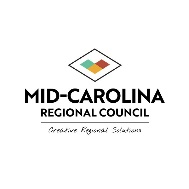 MID-CAROLINA
REGIONAL COUNCIL
Creative Regional Solutions